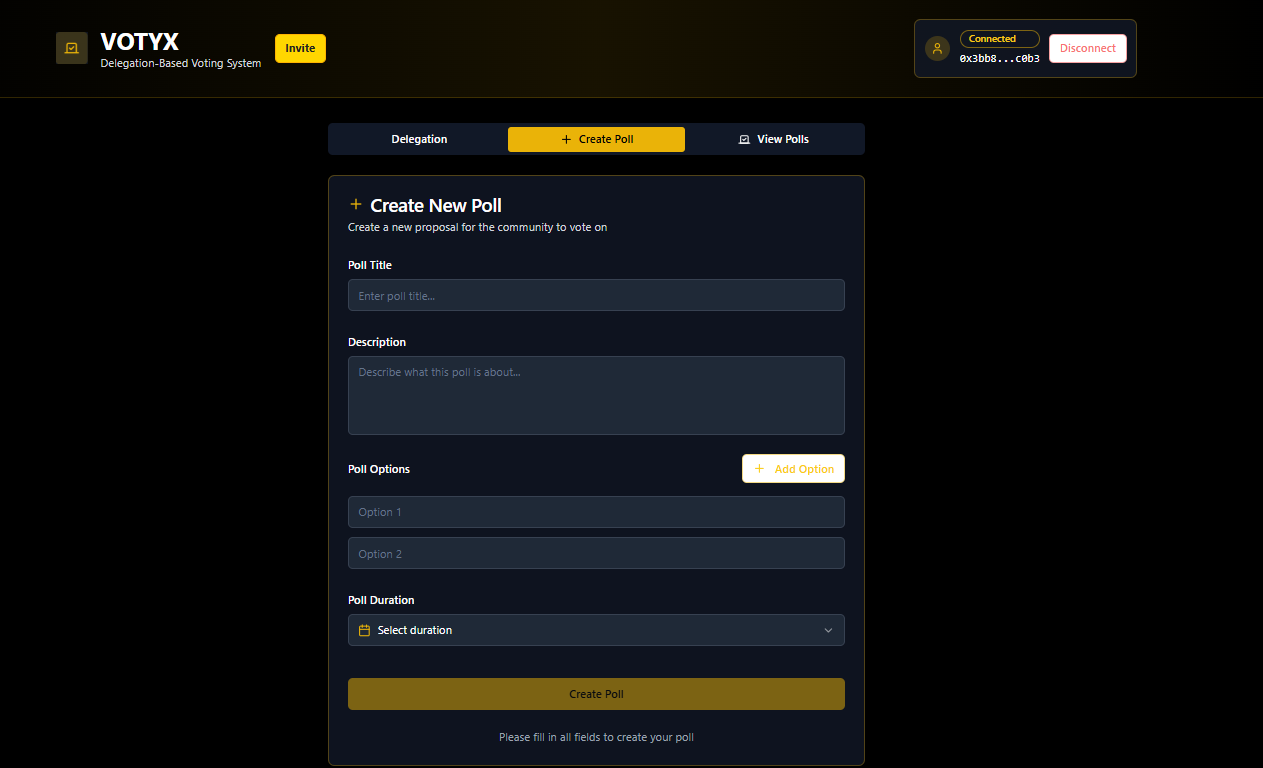 VOTYX
Delegation-Based Voting System
Invite
Connected
0x3bb8...c0b3
Disconnect
Delegation
Create Poll
View Polls
Create New Poll
Create a new proposal for the community to vote on
Poll Title
Enter poll title...
Description
Describe what this poll is about...
Poll Options
Add Option
Option 1
Option 2
Poll Duration
Select duration
Create Poll
Please fill in all fields to create your poll